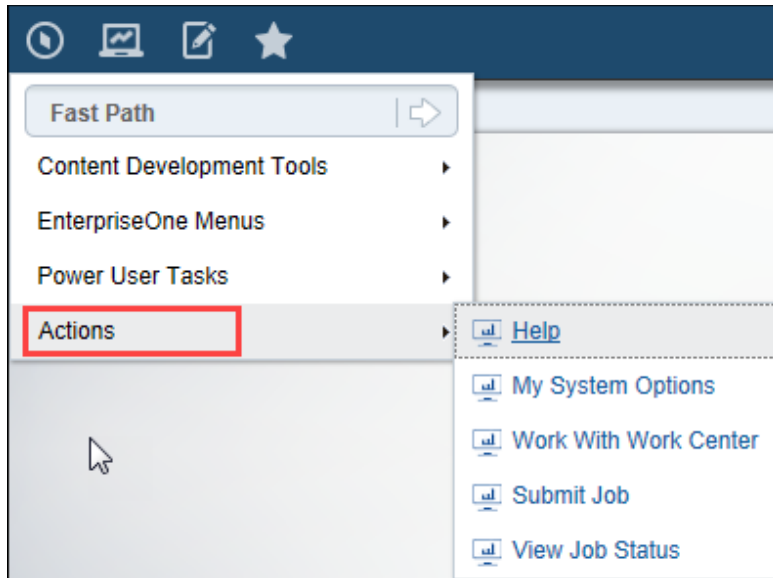 Fast Path
Content Development Tools
EnterpriseOne Menus
Power User Tasks
Actions
Help
My System Options
Work With Work Center
Submit Job
View Job Status